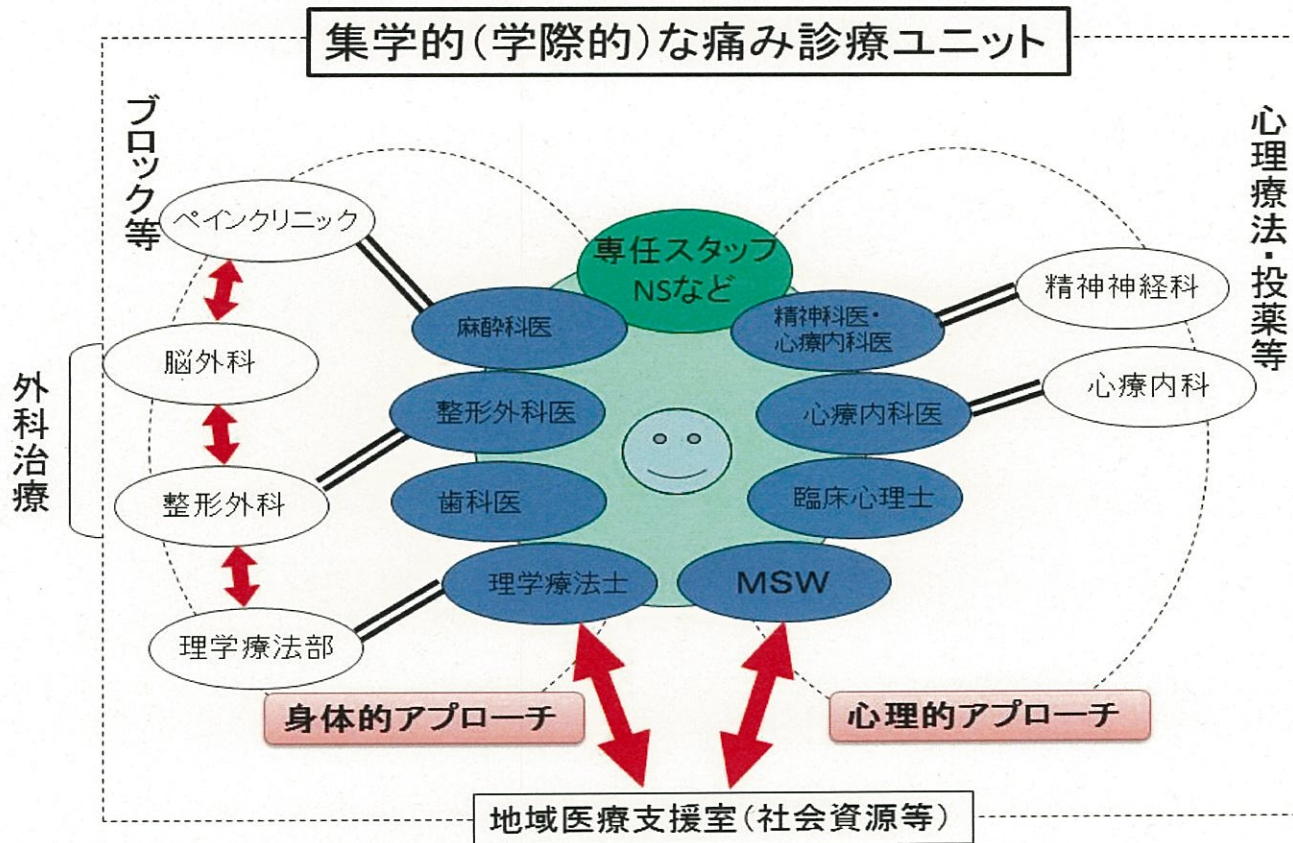 集学的(学際的)な痛み診療ユニット
ブロック等
心理療法・投薬等
外科治療
ペインクリニック
脳外科
整形外科
理学療法部
専任スタッフ
NSなど
麻酔科医
整形外科医
歯科医
理学療法士
精神科医・
心療内科医
心療内科医
臨床心理士
MSW
精神神経科
心療内科
身体的アプローチ
心理的アプローチ
地域医療支援室(社会資源等)